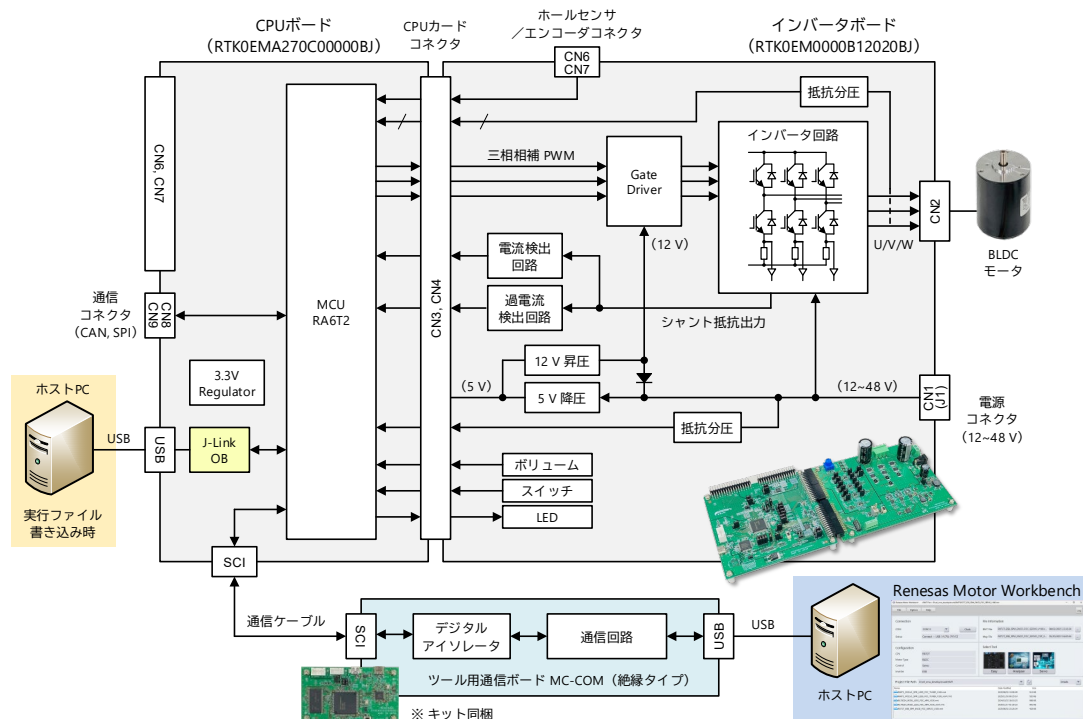 CPUボード
(RTK0EMA270C00000BJ)
CPUカード
コネクタ
ホールセンサ
／エンコーダコネクタ
インバータボード
(RTK0EM0000B12020BJ)
CN6
CN7
CN6, CN7
抵抗分圧
インバータ回路
三相相補 PWM
Gate
Driver
CN2
U/V/W
BLDC
モータ
(12 V)
電流検出
回路
過電流
検出回路
シャント抵抗出力
MCU
RA6T2
CN3, CN4
通信
コネクタ
(CAN, SPI)
CN8
CN9
3.3V
Regulator
12 V 昇圧
(5 V)
5 V 降圧
(12~48 V)
CN1
(J1)
電源
コネクタ
(12~48 V)
抵抗分圧
ホストPC
USB
USB
J-Link
OB
実行ファイル
書き込み時
ボリューム
スイッチ
LED
SCI
通信ケーブル
SCI
デジタル
アイソレータ
通信回路
USB
USB
ツール用通信ボード MC-COM（絶縁タイプ）
※ キット同梱
ホストPC
Renesas Motor Workbench